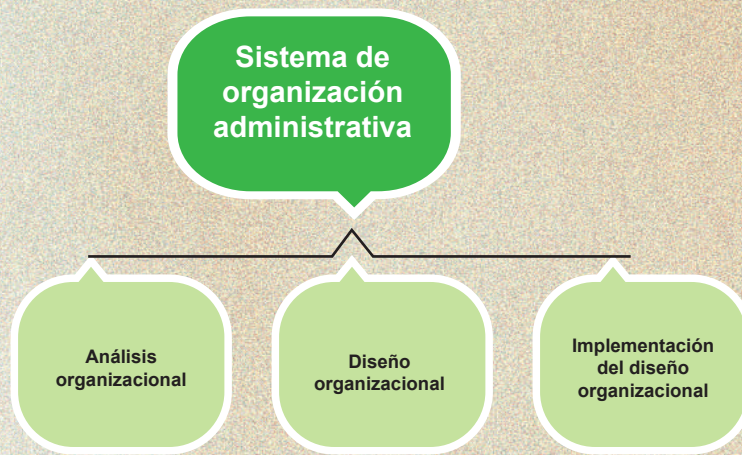 Sistema de
organización
administrativa
Análisis
organizacional
Diseño
organizacional
Implementación
del diseño
organizacional